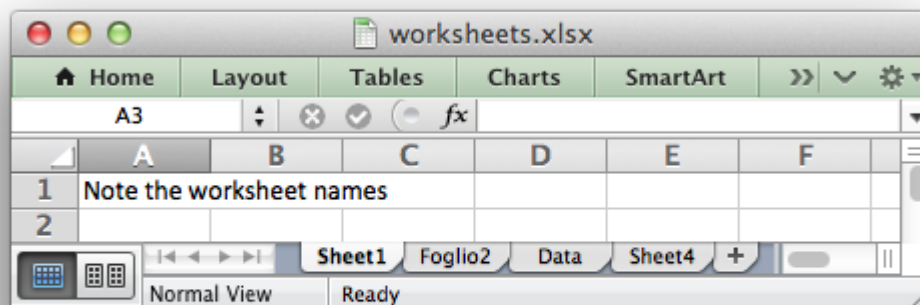 worksheets.xlsx
Home Layout Tables Charts SmartArt
A3 fx
A B C D E F
1 Note the worksheet names
2
Sheet1 Foglio2 Data Sheet4 +
Normal View Ready